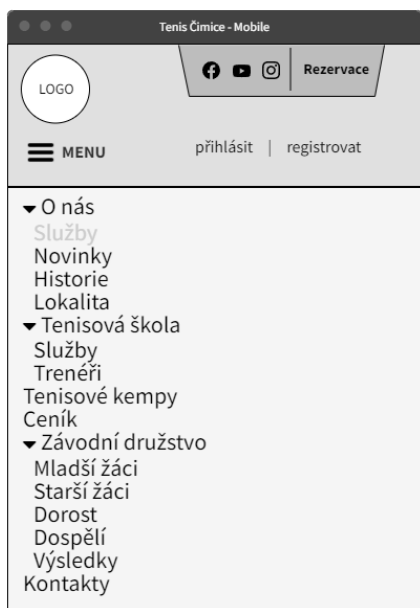 Tenis Čimice - Mobile
LOGO
Rezervace
MENU
přihlásit | registrovat
O nás
Služby
Novinky
Historie
Lokalita
Tenisová škola
Služby
Trenéři
Tenisové kempy
Ceník
Závodní družstvo
Mladší žáci
Starší žáci
Dorost
Dospělí
Výsledky
Kontakty